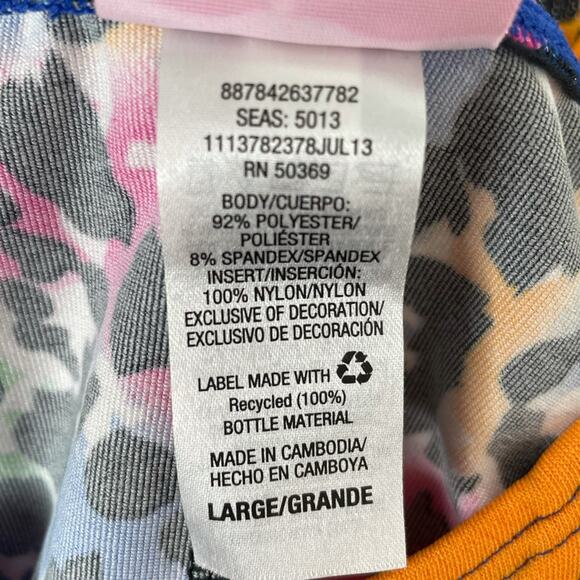 887842637782
SEAS: 5013
1113782378JUL13
RN 50369
BODY/CUERPO:
92% POLYESTER/
POLIÉSTER
8% SPANDEX/SPANDEX
INSERT/INSERCIÓN:
100% NYLON/NYLON
EXCLUSIVE OF DECORATION/
EXCLUSIVO DE DECORACIÓN
LABEL MADE WITH
Recycled (100%)
BOTTLE MATERIAL
MADE IN CAMBODIA/
HECHO EN CAMBOYA
LARGE/GRANDE